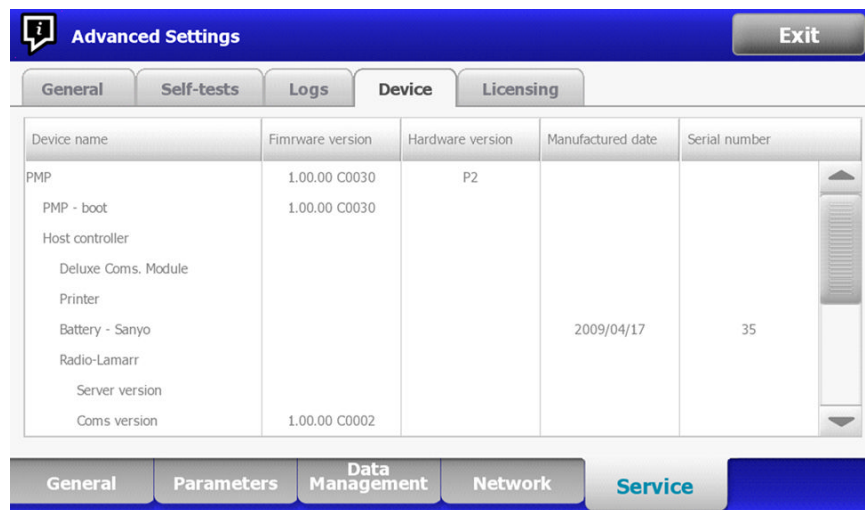 i
Advanced Settings
Exit
General Self-tests Logs Device Licensing
Device name Fimrware version Hardware version Manufactured date Serial number
PMP 1.00.00 C0030 P2
PMP - boot 1.00.00 C0030
Host controller
Deluxe Coms. Module
Printer
Battery - Sanyo 2009/04/17 35
Radio-Lamarr
Server version
Coms version 1.00.00 C0002
General Parameters Data Management Network Service